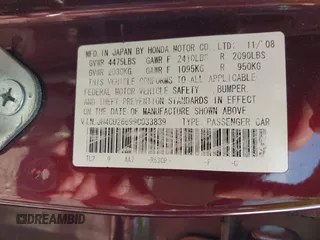 MFD. IN JAPAN BY HONDA MOTOR CO., LTD. 11/'08
GVWR 4475LBS GAWR F 2410LBS R 2090LBS
GVWR 2030KG GAWR F 1095KG R 950KG
THIS VEHICLE CONFORMS TO ALL APPLICABLE
FEDERAL MOTOR VEHICLE SAFETY, BUMPER,
AND THEFT PREVENTION STANDARDS IN EFFECT
ON THE DATE OF MANUFACTURE SHOWN ABOVE.
V.I.N. TYPE: PASSENGER CAR
DREAMBID